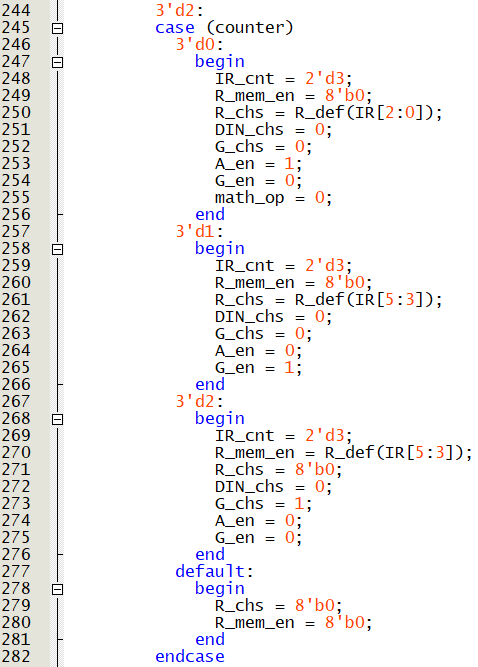 244 3'd2:
245 case (counter)
246 3'd0:
247 begin
248 IR_cnt = 2'd3;
249 R_mem_en = 8'b0;
250 R_chs = R_def(IR[2:0]);
251 DIN_chs = 0;
252 G_chs = 0;
253 A_en = 1;
254 G_en = 0;
255 math_op = 0;
256 end
257 3'd1:
258 begin
259 IR_cnt = 2'd3;
260 R_mem_en = 8'b0;
261 R_chs = R_def(IR[5:3]);
262 DIN_chs = 0;
263 G_chs = 0;
264 A_en = 0;
265 G_en = 1;
266 end
267 3'd2:
268 begin
269 IR_cnt = 2'd3;
270 R_mem_en = R_def(IR[5:3]);
271 R_chs = 8'b0;
272 DIN_chs = 0;
273 G_chs = 1;
274 A_en = 0;
275 G_en = 0;
276 end
277 default:
278 begin
279 R_chs = 8'b0;
280 R_mem_en = 8'b0;
281 end
282 endcase